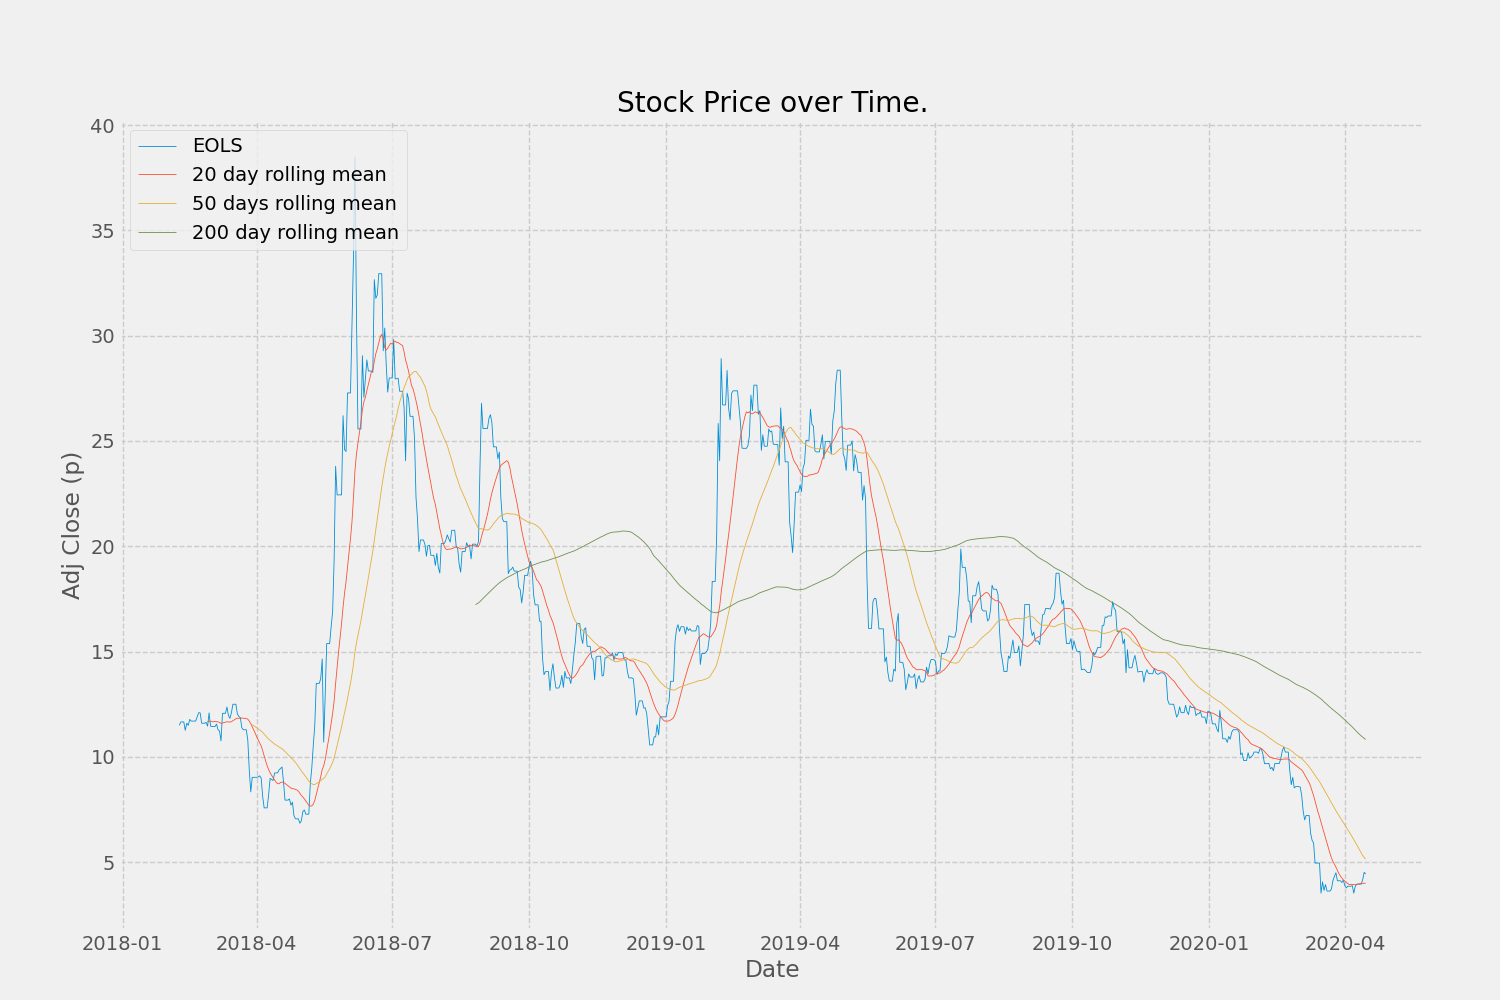 Stock Price over Time.
40
EOLS
20 day rolling mean
50 days rolling mean
200 day rolling mean
35
30
25
20
15
10
5
Adj Close (p)
2018-01 2018-04 2018-07 2018-10 2019-01 2019-04 2019-07 2019-10 2020-01 2020-04
Date